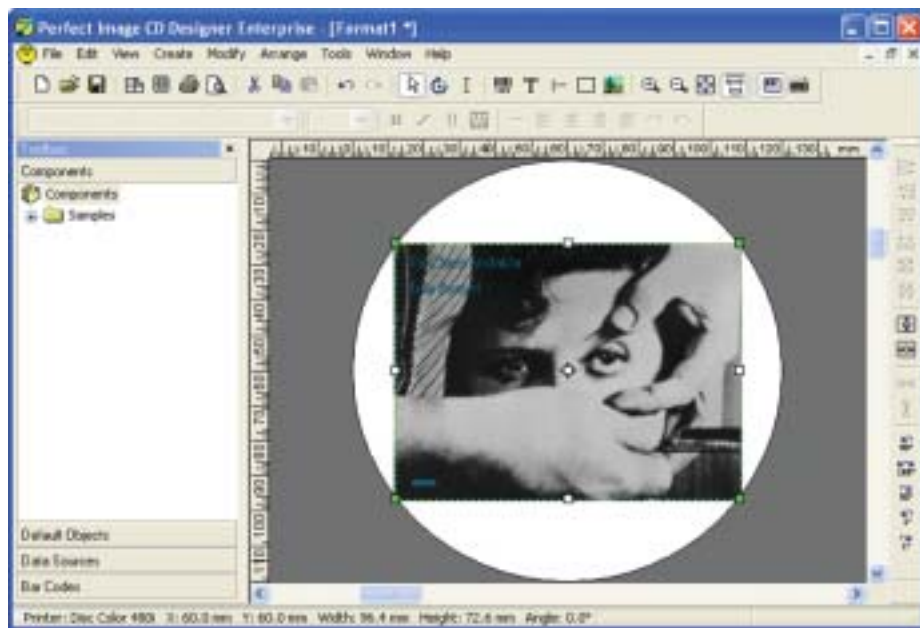 Perfect Image CD Designer Enterprise - [Format1 *]
File Edit View Create Modify Arrange Tools Window Help
Toolbox
mm
Components
Components
Samples
Default Objects
Data Sources
Bar Codes
Printer: Disc Color 480i X: 60.0 mm Y: 60.0 mm Width: 96.4 mm Height: 72.6 mm Angle: 0.0°